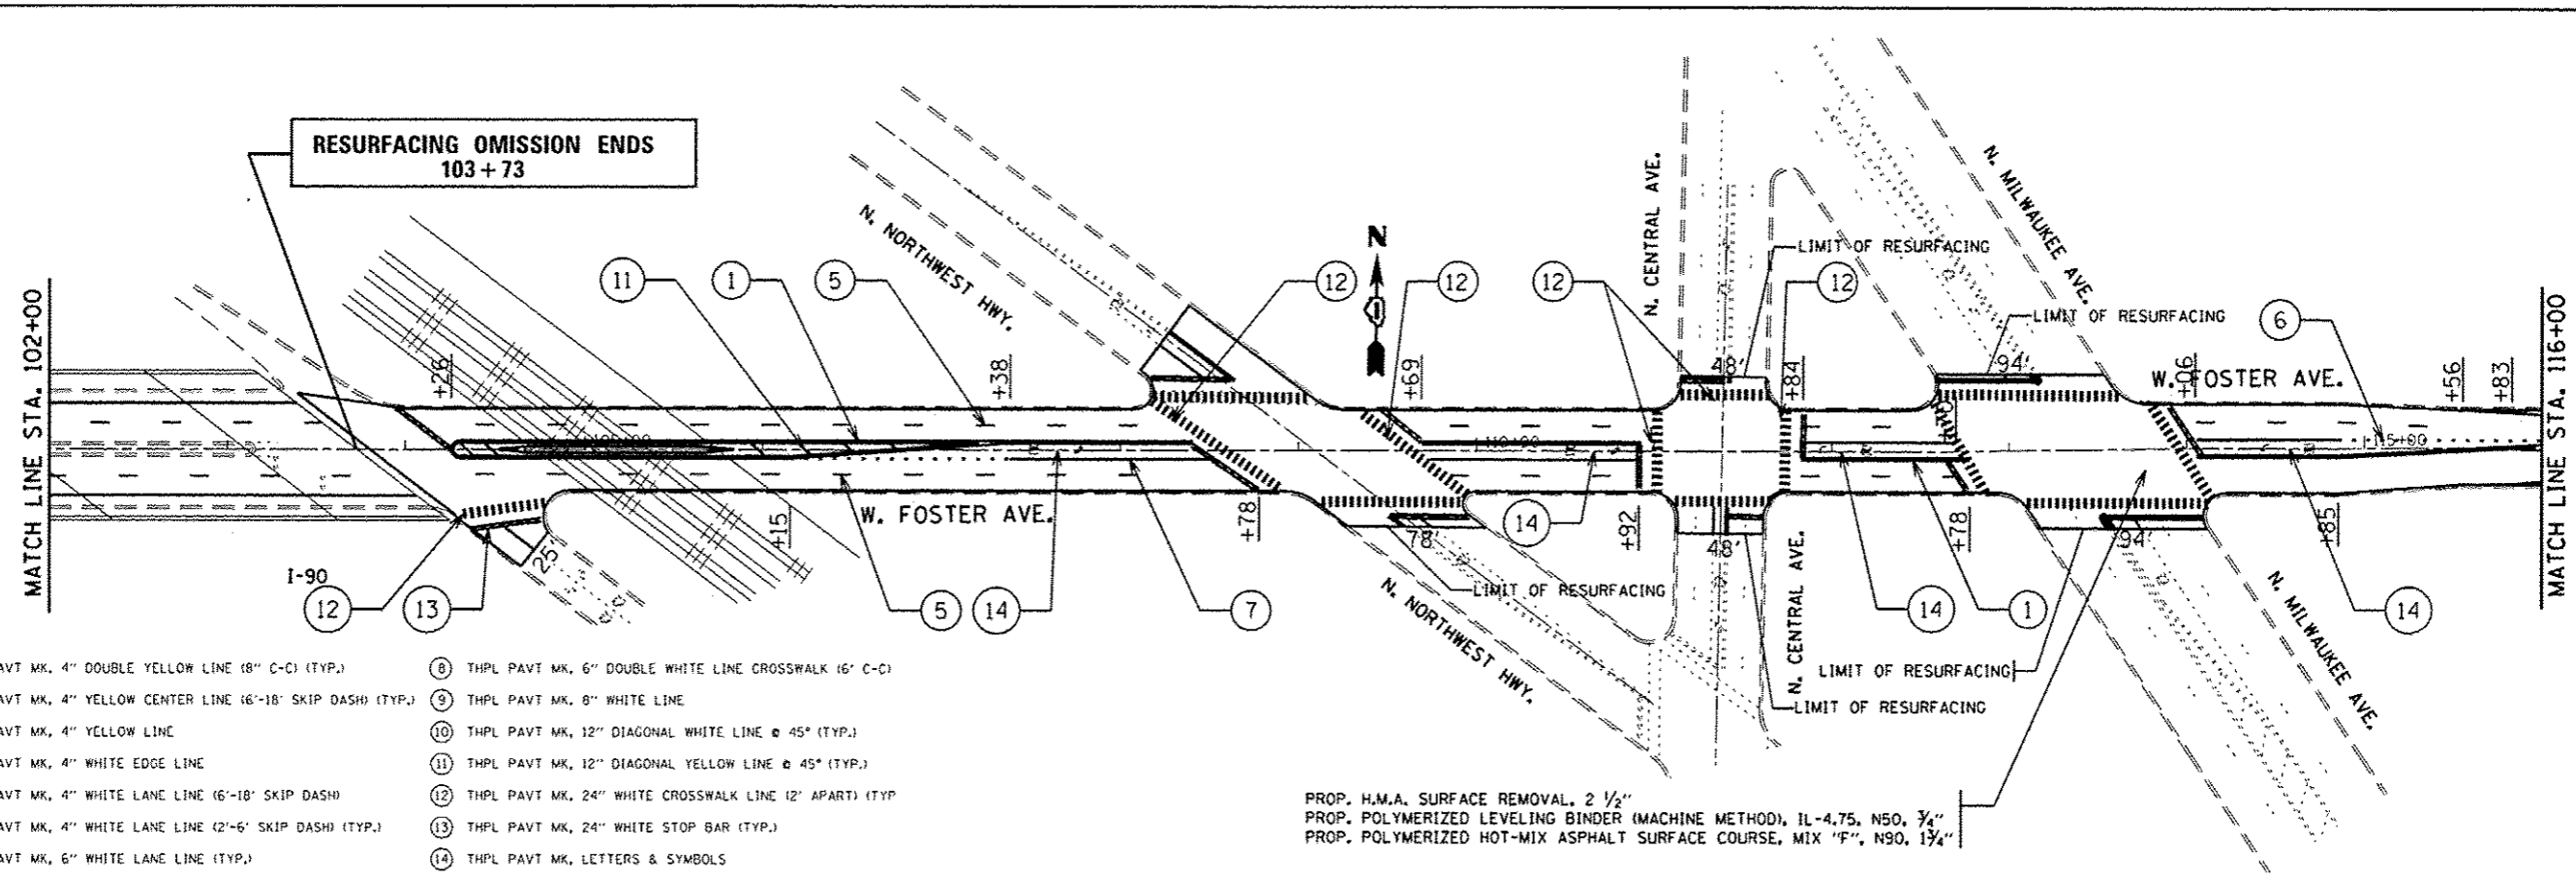 RESURFACING OMISSION ENDS
103+73
MATCH LINE STA. 102+00
N. NORTHWEST HWY.
N
N. CENTRAL AVE.
N. MILWAUKEE AVE.
LIMIT OF RESURFACING
LIMIT OF RESURFACING
11
1
5
12
12
12
12
6
+26
+38
+69
48'
+84
94'
+06
W. FOSTER AVE.
+56
+83
MATCH LINE STA. 116+00
110+00
115+00
W. FOSTER AVE.
+15
+78
78'
14
+92
48'
+78
94'
+85
25'
I-90
12
13
5
14
7
LIMIT OF RESURFACING
N. NORTHWEST HWY.
N. CENTRAL AVE.
14
1
14
N. MILWAUKEE AVE.
LIMIT OF RESURFACING
LIMIT OF RESURFACING
AVT MK, 4" DOUBLE YELLOW LINE (8" C-C) (TYP.)
AVT MK, 4" YELLOW CENTER LINE (6'-18' SKIP DASH) (TYP.)
AVT MK, 4" YELLOW LINE
AVT MK, 4" WHITE EDGE LINE
AVT MK, 4" WHITE LANE LINE (6'-18' SKIP DASH)
AVT MK, 4" WHITE LANE LINE (2'-6' SKIP DASH) (TYP.)
AVT MK, 6" WHITE LANE LINE (TYP.)
8 THPL PAVT MK, 6" DOUBLE WHITE LINE CROSSWALK (6' C-C)
9 THPL PAVT MK, 8" WHITE LINE
10 THPL PAVT MK, 12" DIAGONAL WHITE LINE @ 45° (TYP.)
11 THPL PAVT MK, 12" DIAGONAL YELLOW LINE @ 45° (TYP.)
12 THPL PAVT MK, 24" WHITE CROSSWALK LINE (2' APART) (TYP
13 THPL PAVT MK, 24" WHITE STOP BAR (TYP.)
14 THPL PAVT MK, LETTERS & SYMBOLS
PROP. H.M.A. SURFACE REMOVAL, 2 1/2"
PROP. POLYMERIZED LEVELING BINDER (MACHINE METHOD), IL-4.75, N50, 3/4"
PROP. POLYMERIZED HOT-MIX ASPHALT SURFACE COURSE, MIX "F", N90, 1 3/4"